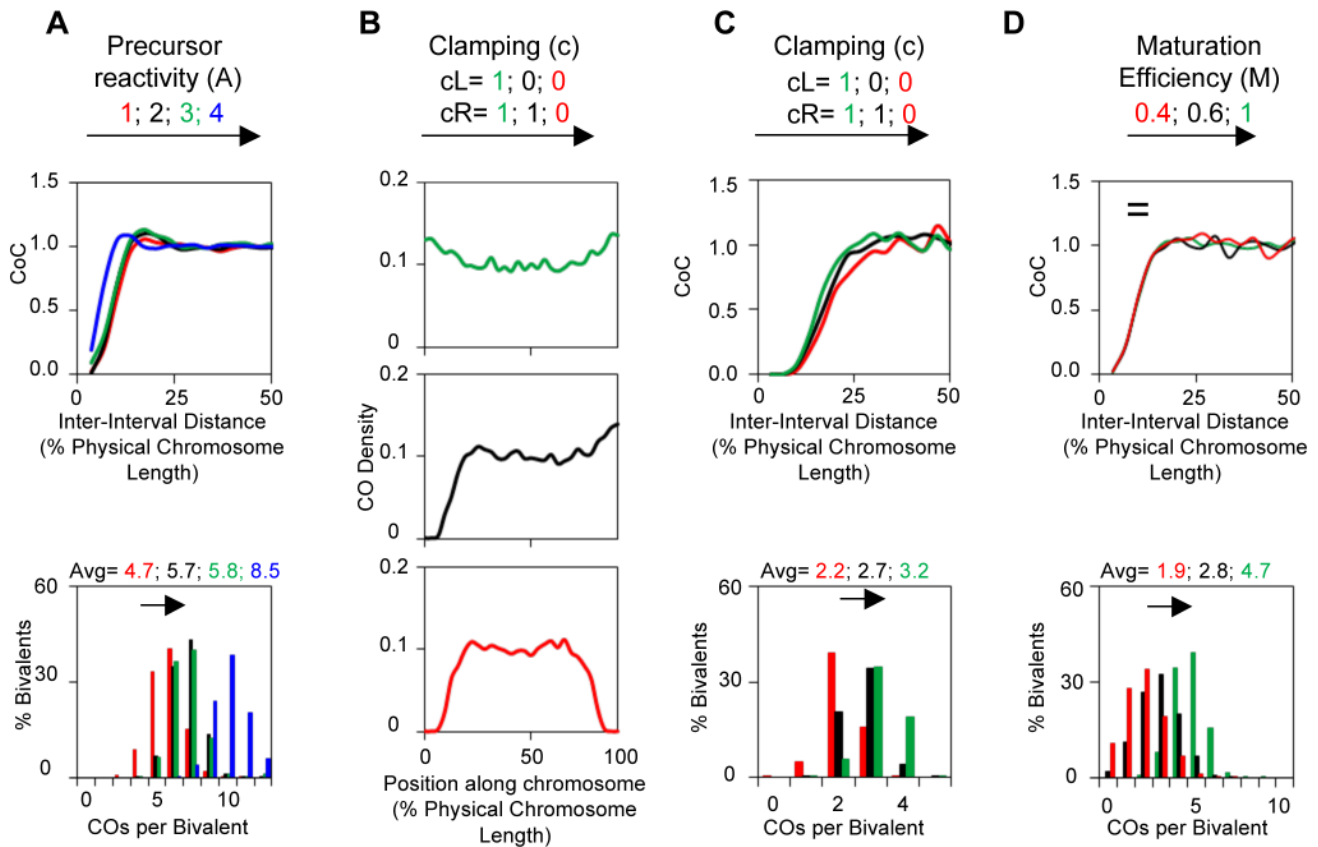 A
Precursor
reactivity (A)
1; 2; 3; 4
1.5
1.0
0.5
0.0
CoC
0 25 50
Inter-Interval Distance
(% Physical Chromosome
Length)
Avg= 4.7; 5.7; 5.8; 8.5
60
30
0
% Bivalents
0 5 10
COs per Bivalent
B
Clamping (c)
cL= 1; 0; 0
cR= 1; 1; 0
0.2
0.1
0
0.2
0.1
0
CO Density
0.2
0.1
0
0 50 100
Position along chromosome
(% Physical Chromosome
Length)
C
Clamping (c)
cL= 1; 0; 0
cR= 1; 1; 0
1.5
1.0
0.5
0.0
CoC
0 25 50
Inter-Interval Distance
(% Physical Chromosome
Length)
Avg= 2.2; 2.7; 3.2
60
30
0
% Bivalents
0 2 4
COs per Bivalent
D
Maturation
Efficiency (M)
0.4; 0.6; 1
1.5
1.0
0.5
0.0
CoC
=
0 25 50
Inter-Interval Distance
(% Physical Chromosome
Length)
Avg= 1.9; 2.8; 4.7
60
30
0
% Bivalents
0 5 10
COs per Bivalent